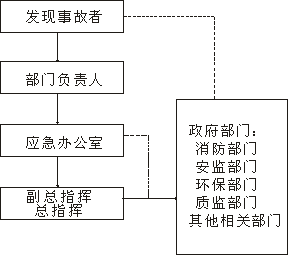 发现事故者
部门负责人
应急办公室
副总指挥
总指挥
政府部门：
消防部门
安监部门
环保部门
质监部门
其他相关部门